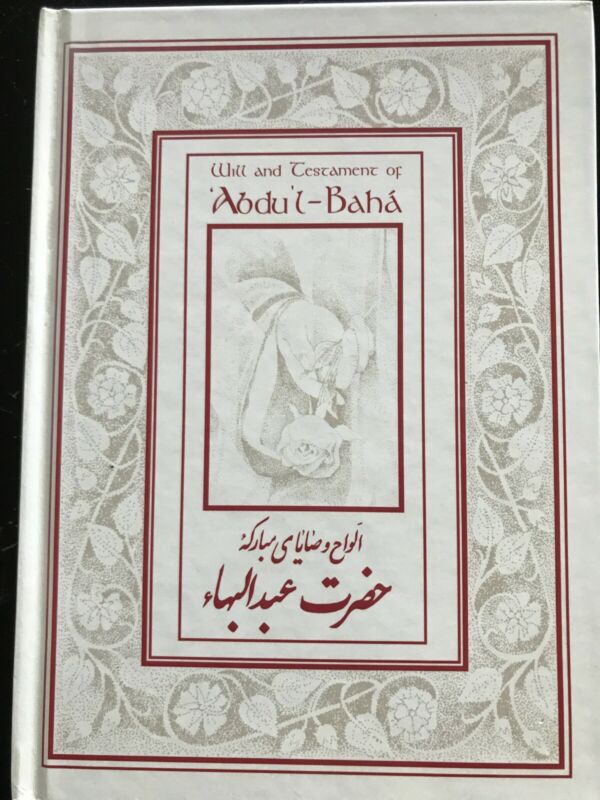 Will and Testament of
'Abdu'l-Bahá
الواح وصایای مبارکهٔ
حضرت عبدالبهاء